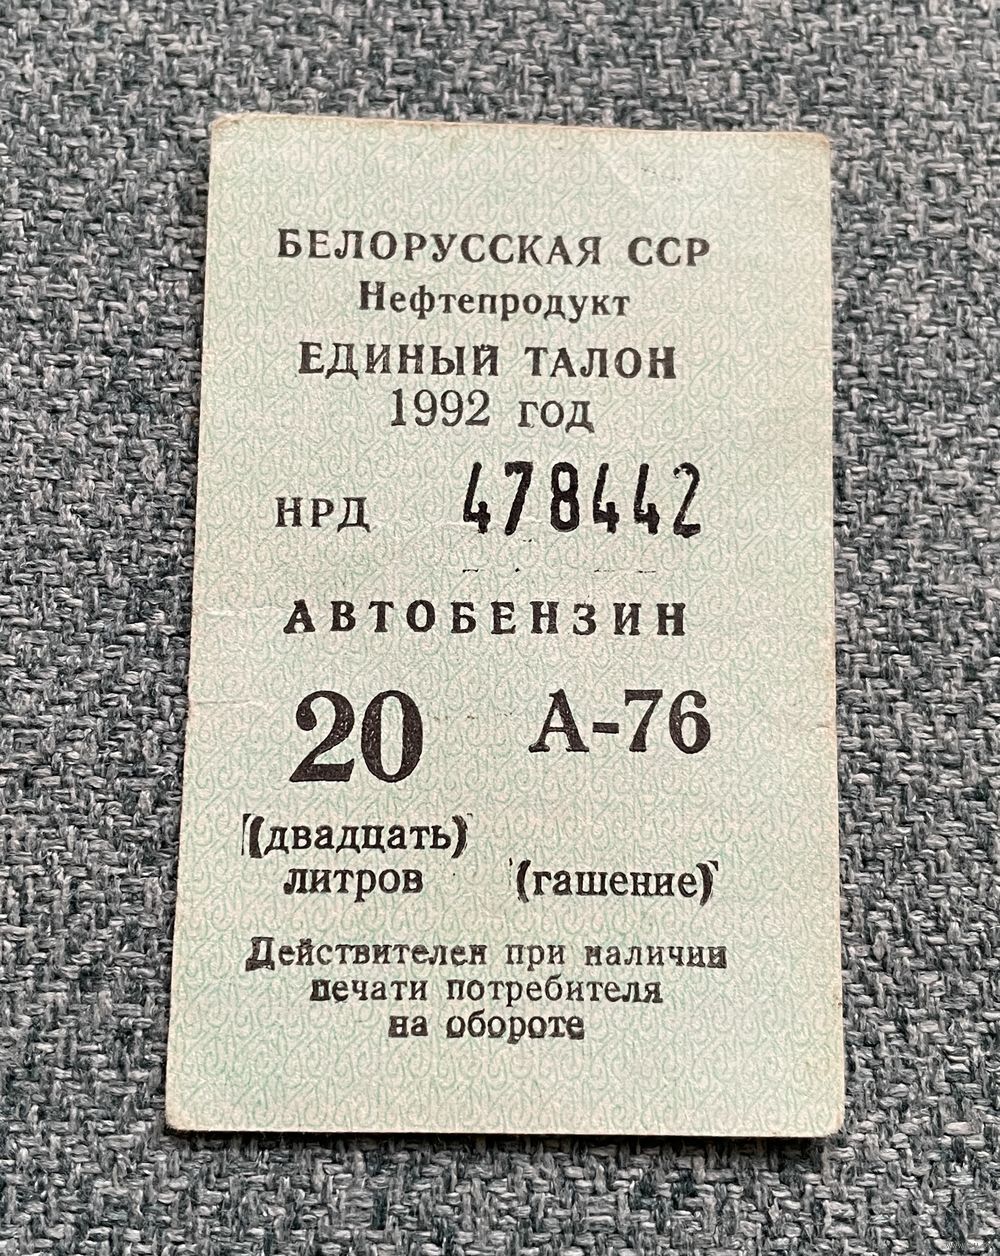 БЕЛОРУССКАЯ ССР
Нефтепродукт
ЕДИНЫЙ ТАЛОН
1992 год
НРД 478442
АВТОБЕНЗИН
20 А-76
(двадцать)
литров (гашение)
Действителен при наличии
печати потребителя
на обороте